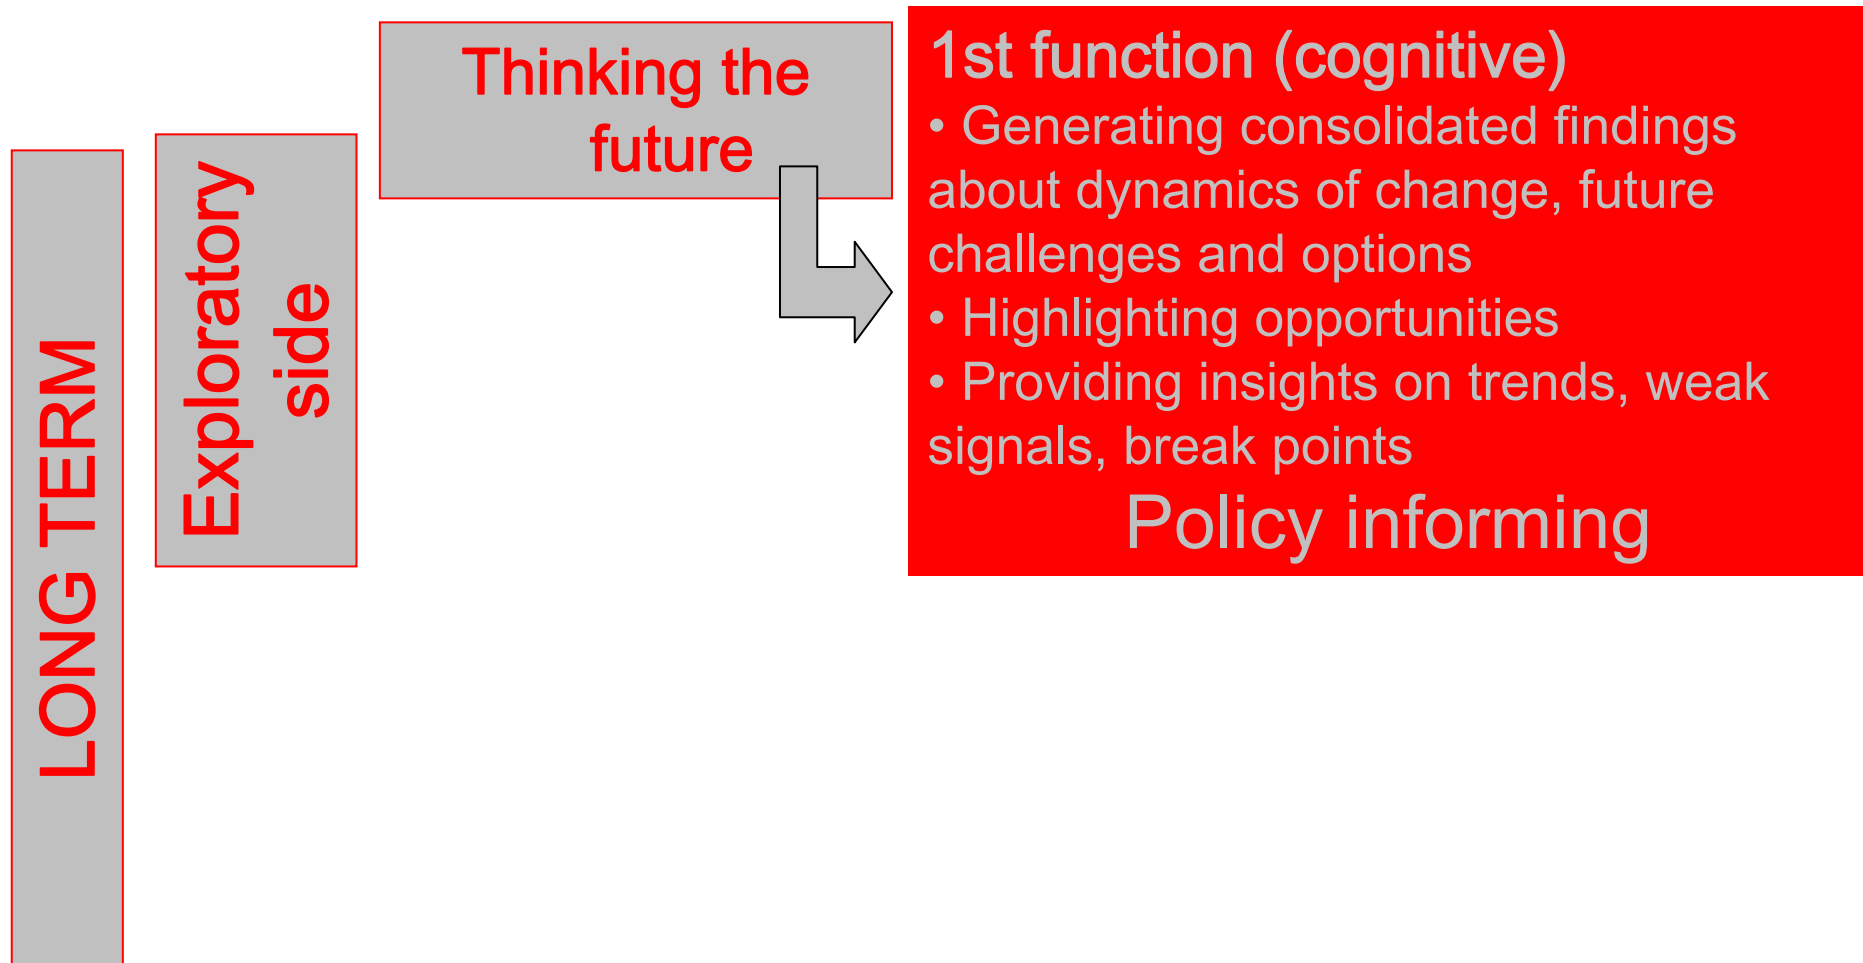 LONG TERM
Exploratory
side
Thinking the
future
1st function (cognitive)
• Generating consolidated findings
about dynamics of change, future
challenges and options
• Highlighting opportunities
• Providing insights on trends, weak
signals, break points
Policy informing